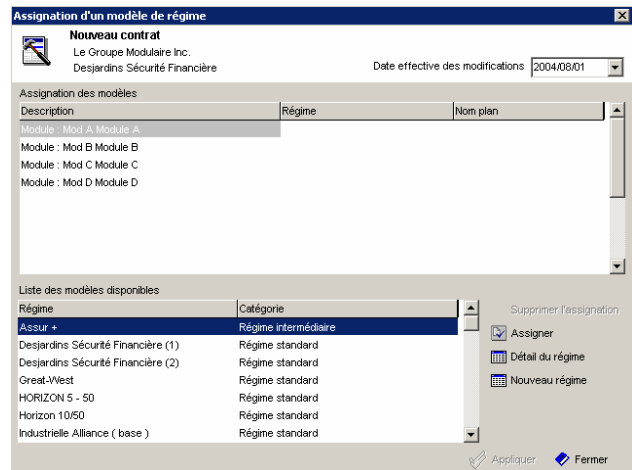 Assignation d'un modèle de régime
Nouveau contrat
Le Groupe Modulaire Inc.
Desjardins Sécurité Financière
Date effective des modifications 2004/08/01
Assignation des modèles
Description Régime Nom plan
Module : Mod A Module A
Module : Mod B Module B
Module : Mod C Module C
Module : Mod D Module D
Liste des modèles disponibles
Régime Catégorie
Assur + Régime intermédiaire
Desjardins Sécurité Financière (1) Régime standard
Desjardins Sécurité Financière (2) Régime standard
Great-West Régime standard
HORIZON 5 - 50 Régime standard
Horizon 10/50 Régime standard
Industrielle Alliance ( base ) Régime standard
Supprimer l'assignation
Assigner
Détail du régime
Nouveau régime
Appliquer Fermer